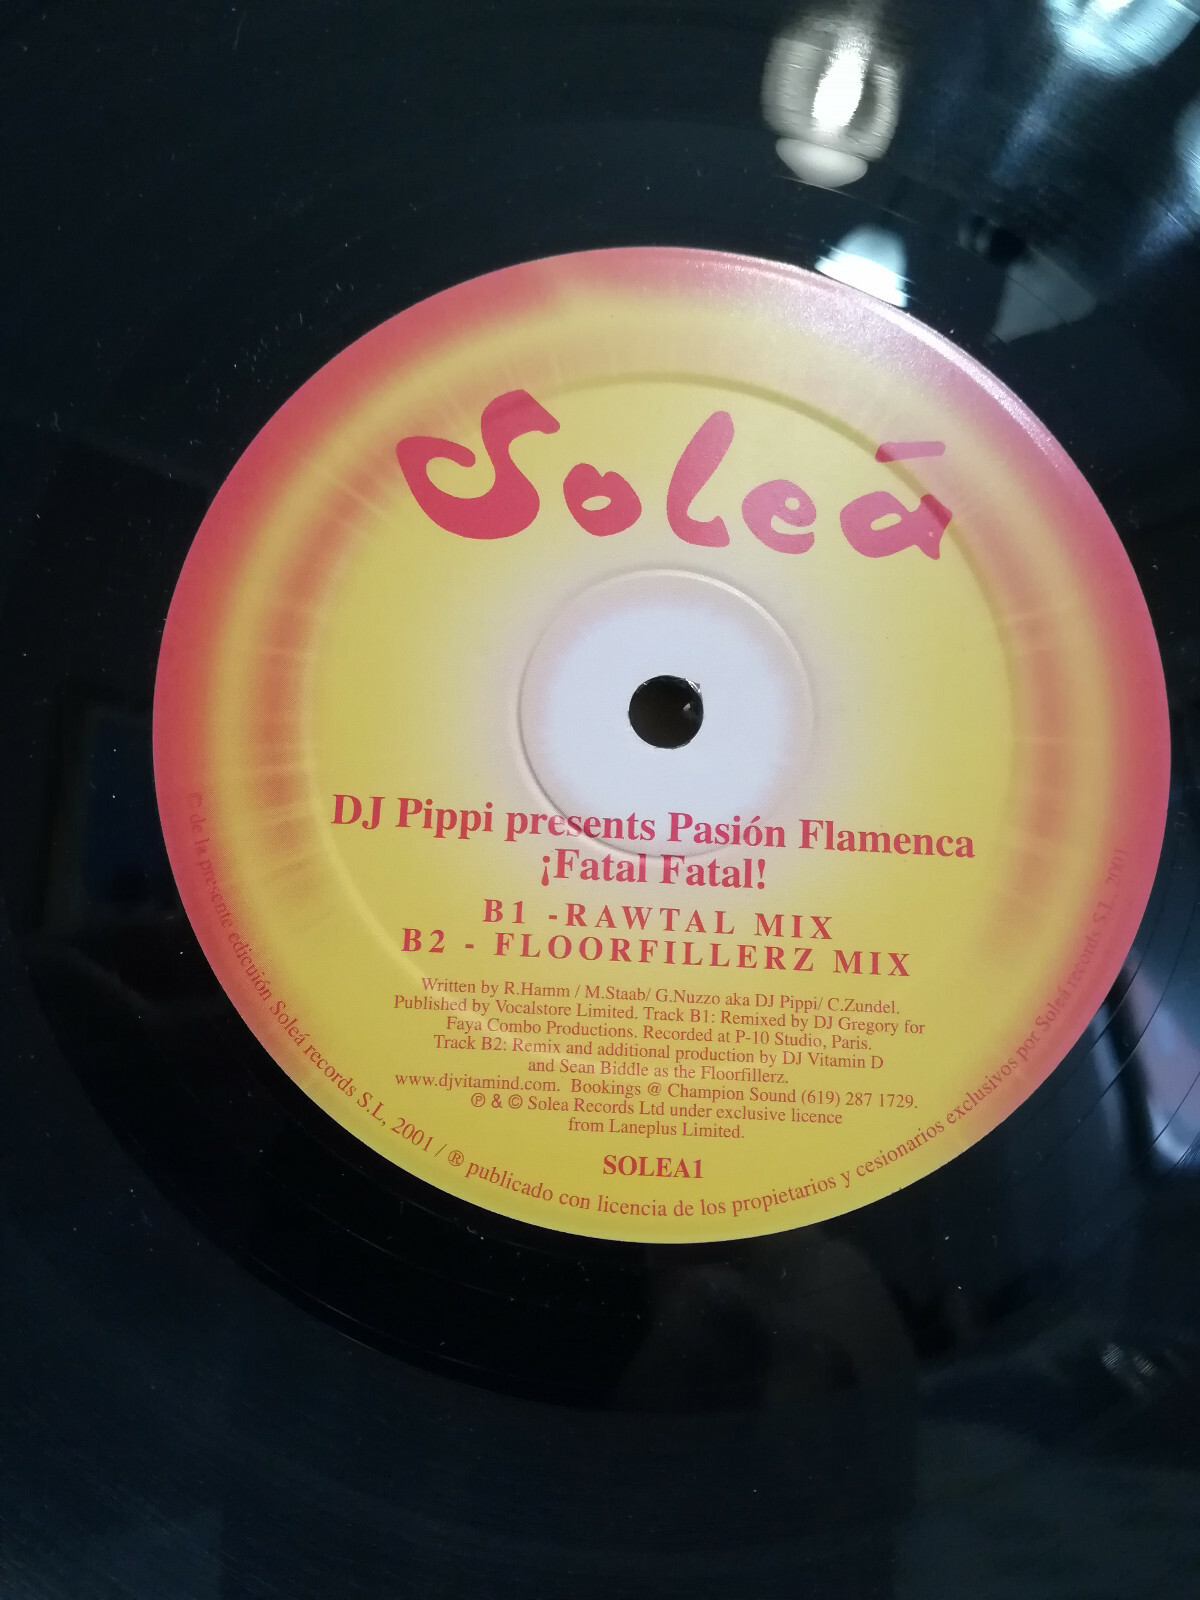 Soleá
DJ Pippi presents Pasión Flamenca
¡Fatal Fatal!
B1 -RAWTAL MIX
B2 - FLOORFILLERZ MIX
Written by R.Hamm / M.Staab/ G.Nuzzo aka DJ Pippi/ C.Zundel.
Published by Vocalstore Limited. Track B1: Remixed by DJ Gregory for
Faya Combo Productions. Recorded at P-10 Studio, Paris.
Track B2: Remix and additional production by DJ Vitamin D
and Sean Biddle as the Floorfillerz.
www.djvitamind.com. Bookings @ Champion Sound (619) 287 1729.
℗ & © Solea Records Ltd under exclusive licence
from Laneplus Limited.
SOLEA1
© de la presente edicuión Soleá records S.L, 2001 / ® publicado con licencia de los propietarios y cesionarios exclusivos por Soleá records S.L. 2001